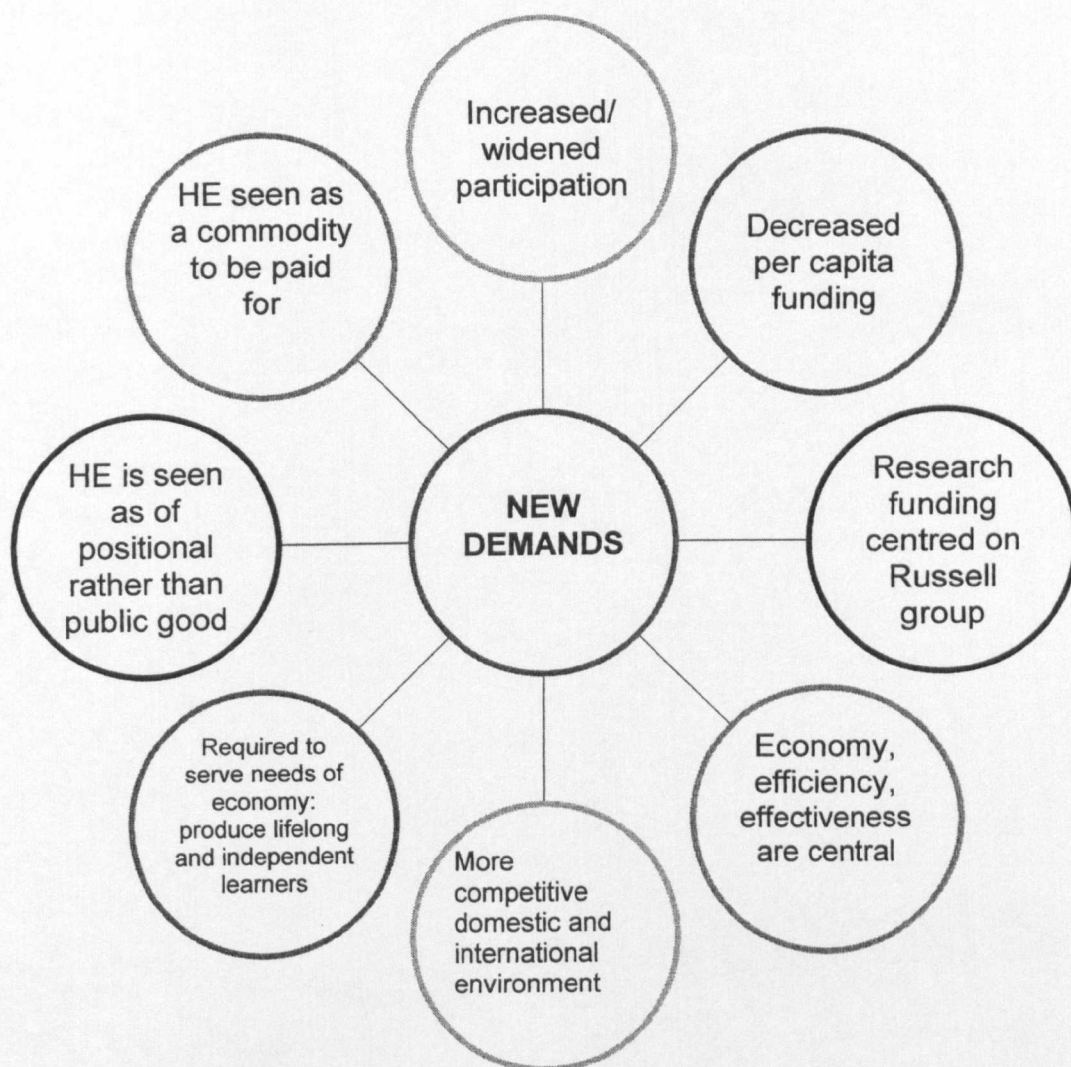 Increased/
widened
participation
Decreased
per capita
funding
Research
funding
centred on
Russell
group
Economy,
efficiency,
effectiveness
are central
More
competitive
domestic and
international
environment
Required to
serve needs of
economy:
produce lifelong
and independent
learners
HE is seen
as of
positional
rather than
public good
HE seen as
a commodity
to be paid
for
NEW
DEMANDS